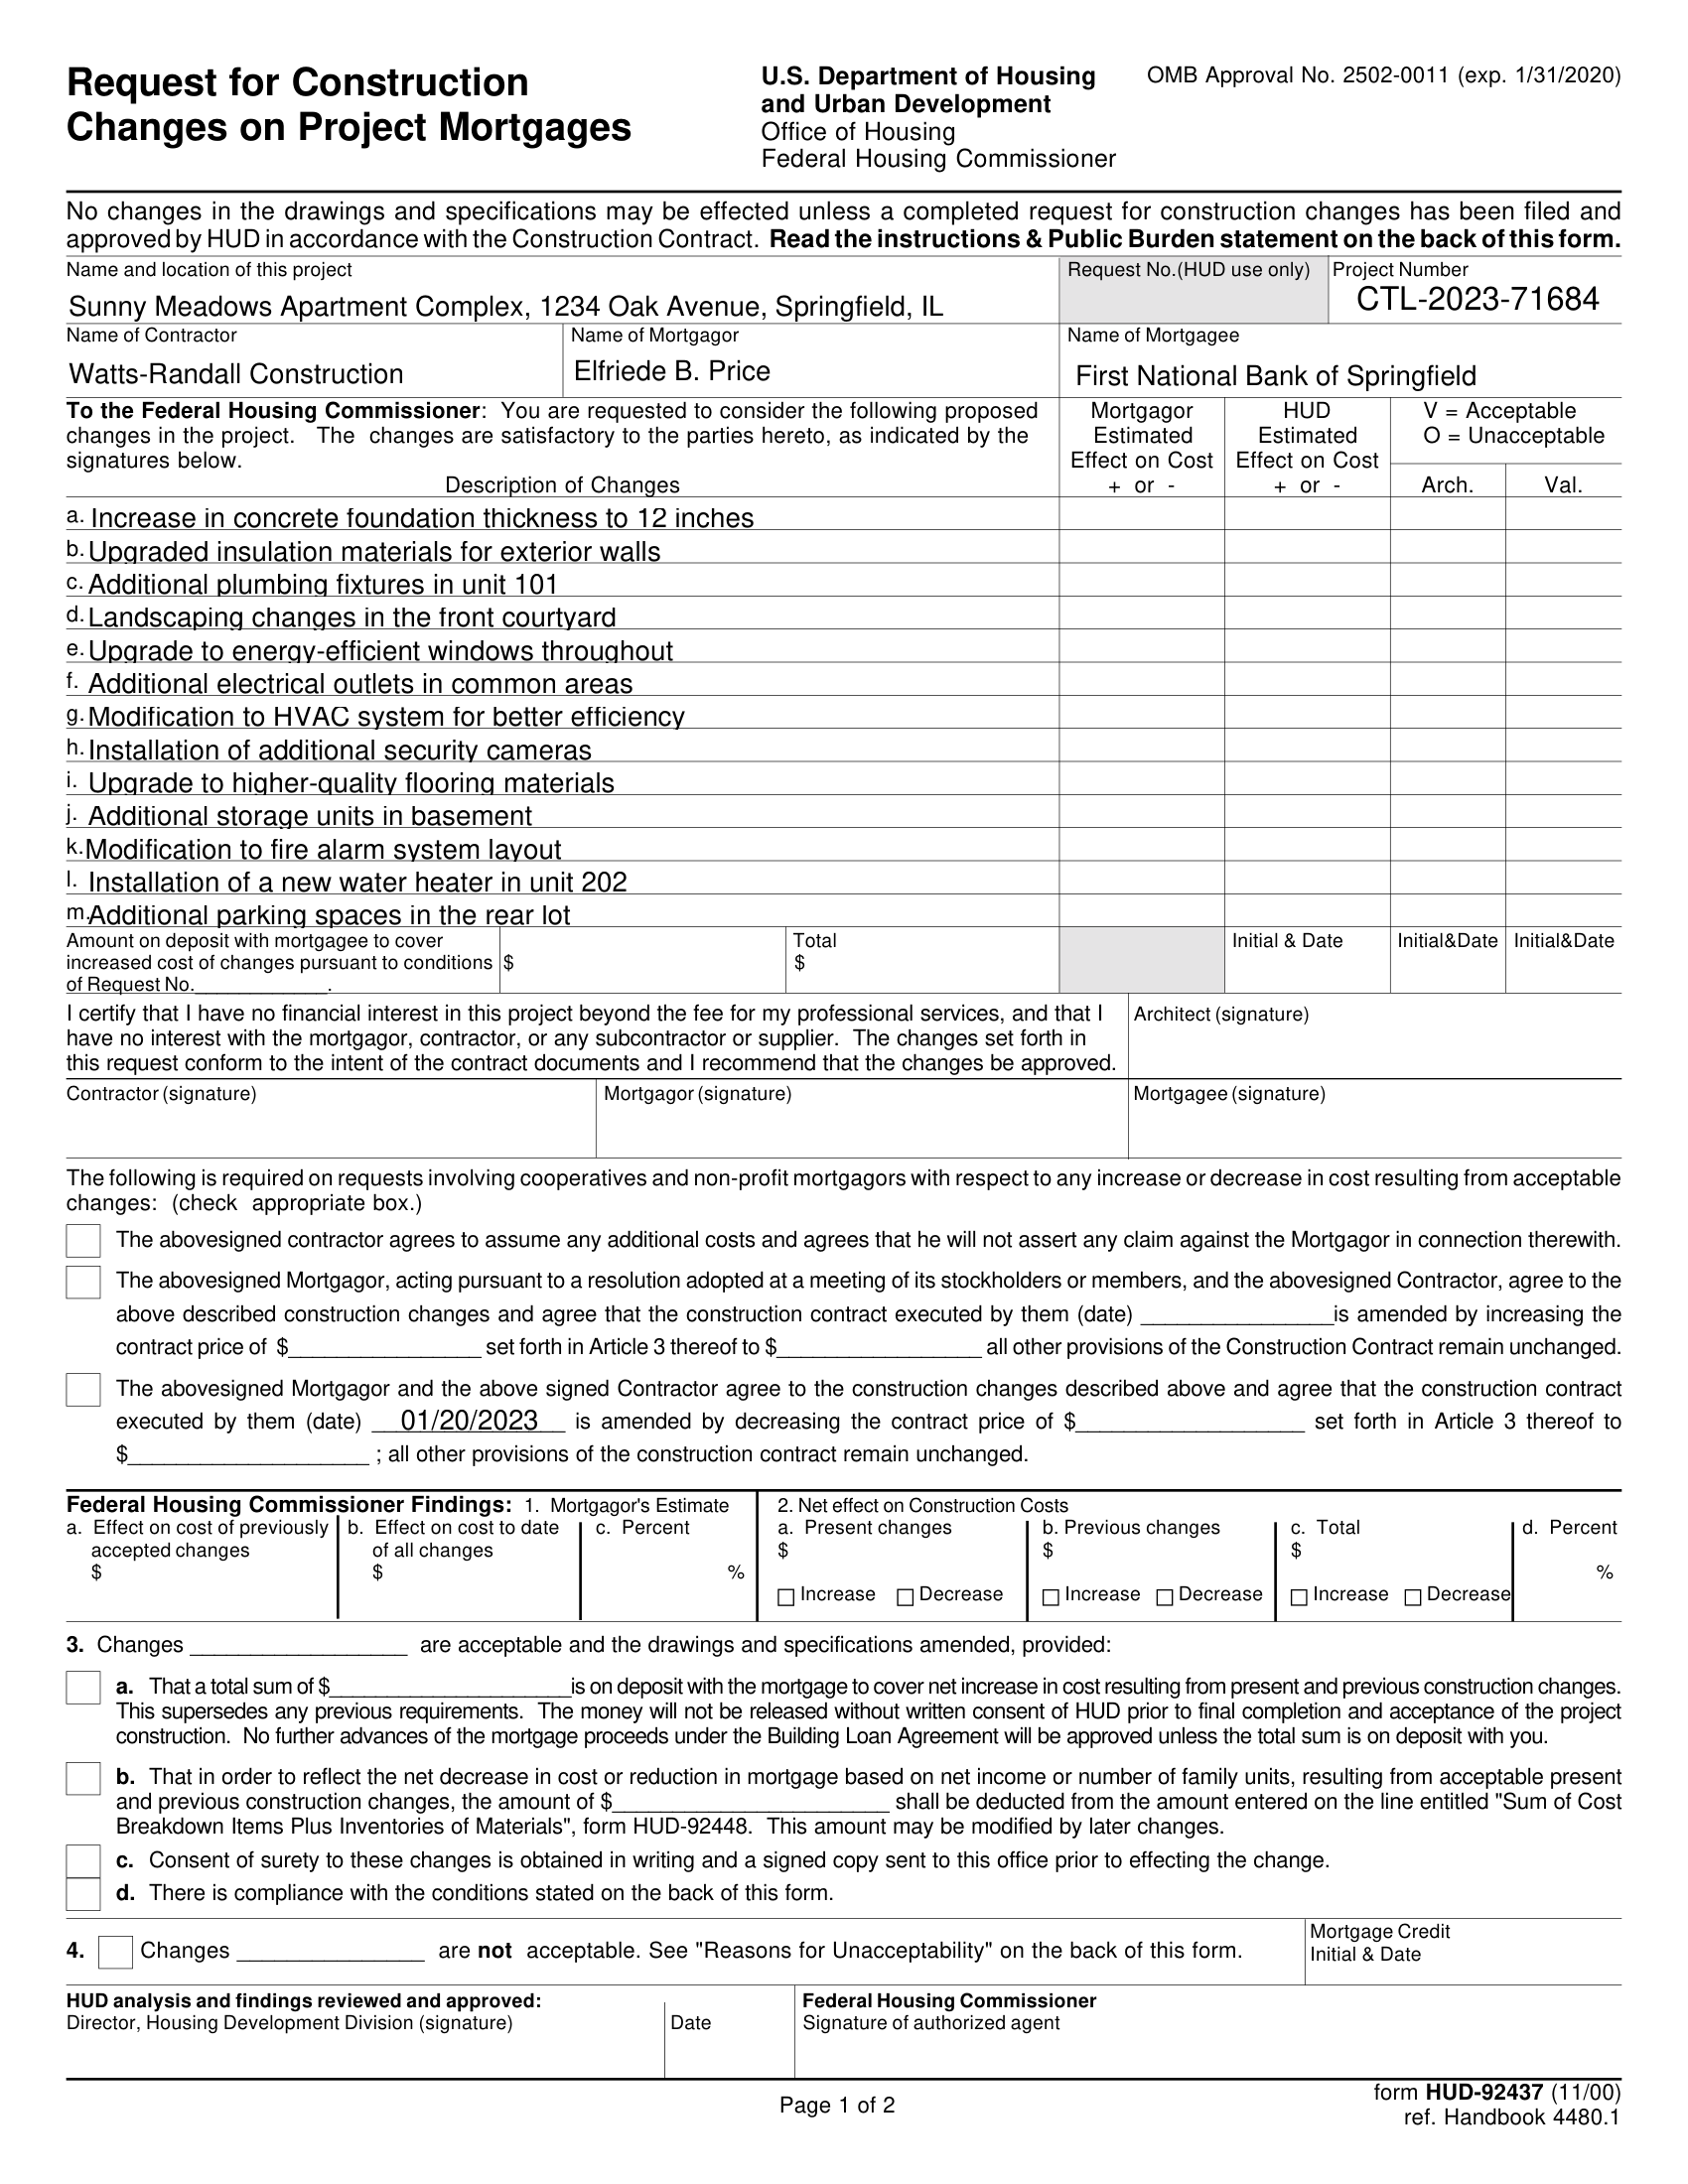 Request for Construction
Changes on Project Mortgages
U.S. Department of Housing
and Urban Development
Office of Housing
Federal Housing Commissioner
OMB Approval No. 2502-0011 (exp. 1/31/2020)
No changes in the drawings and specifications may be effected unless a completed request for construction changes has been filed and
approved by HUD in accordance with the Construction Contract. Read the instructions & Public Burden statement on the back of this form.
Name and location of this project
Sunny Meadows Apartment Complex, 1234 Oak Avenue, Springfield, IL
Request No.(HUD use only)
Project Number
CTL-2023-71684
Name of Contractor
Watts-Randall Construction
Name of Mortgagor
Elfriede B. Price
Name of Mortgagee
First National Bank of Springfield
To the Federal Housing Commissioner: You are requested to consider the following proposed
changes in the project. The changes are satisfactory to the parties hereto, as indicated by the
signatures below.
Description of Changes
Mortgagor
Estimated
Effect on Cost
+ or -
HUD
Estimated
Effect on Cost
+ or -
V = Acceptable
O = Unacceptable
Arch.
Val.
a. Increase in concrete foundation thickness to 12 inches
b. Upgraded insulation materials for exterior walls
c. Additional plumbing fixtures in unit 101
d. Landscaping changes in the front courtyard
e. Upgrade to energy-efficient windows throughout
f. Additional electrical outlets in common areas
g. Modification to HVAC system for better efficiency
h. Installation of additional security cameras
i. Upgrade to higher-quality flooring materials
j. Additional storage units in basement
k. Modification to fire alarm system layout
l. Installation of a new water heater in unit 202
m. Additional parking spaces in the rear lot
Amount on deposit with mortgagee to cover
increased cost of changes pursuant to conditions
of Request No.____________.
$
Total
$
Initial & Date
Initial&Date
Initial&Date
I certify that I have no financial interest in this project beyond the fee for my professional services, and that I
have no interest with the mortgagor, contractor, or any subcontractor or supplier. The changes set forth in
this request conform to the intent of the contract documents and I recommend that the changes be approved.
Architect (signature)
Contractor (signature)
Mortgagor (signature)
Mortgagee (signature)
The following is required on requests involving cooperatives and non-profit mortgagors with respect to any increase or decrease in cost resulting from acceptable
changes: (check appropriate box.)
The abovesigned contractor agrees to assume any additional costs and agrees that he will not assert any claim against the Mortgagor in connection therewith.
The abovesigned Mortgagor, acting pursuant to a resolution adopted at a meeting of its stockholders or members, and the abovesigned Contractor, agree to the
above described construction changes and agree that the construction contract executed by them (date) ________________is amended by increasing the
contract price of $________________ set forth in Article 3 thereof to $_________________ all other provisions of the Construction Contract remain unchanged.
The abovesigned Mortgagor and the above signed Contractor agree to the construction changes described above and agree that the construction contract
executed by them (date) 01/20/2023 is amended by decreasing the contract price of $___________________ set forth in Article 3 thereof to
$____________________ ; all other provisions of the construction contract remain unchanged.
Federal Housing Commissioner Findings: 1. Mortgagor's Estimate
a. Effect on cost of previously
accepted changes
$
b. Effect on cost to date
of all changes
$
c. Percent
%
2. Net effect on Construction Costs
a. Present changes
$
Increase Decrease
b. Previous changes
$
Increase Decrease
c. Total
$
Increase Decrease
d. Percent
%
3. Changes __________________ are acceptable and the drawings and specifications amended, provided:
a. That a total sum of $____________________is on deposit with the mortgage to cover net increase in cost resulting from present and previous construction changes.
This supersedes any previous requirements. The money will not be released without written consent of HUD prior to final completion and acceptance of the project
construction. No further advances of the mortgage proceeds under the Building Loan Agreement will be approved unless the total sum is on deposit with you.
b. That in order to reflect the net decrease in cost or reduction in mortgage based on net income or number of family units, resulting from acceptable present
and previous construction changes, the amount of $_______________________ shall be deducted from the amount entered on the line entitled "Sum of Cost
Breakdown Items Plus Inventories of Materials", form HUD-92448. This amount may be modified by later changes.
c. Consent of surety to these changes is obtained in writing and a signed copy sent to this office prior to effecting the change.
d. There is compliance with the conditions stated on the back of this form.
4. Changes ________________ are not acceptable. See "Reasons for Unacceptability" on the back of this form.
Mortgage Credit
Initial & Date
HUD analysis and findings reviewed and approved:
Director, Housing Development Division (signature)
Date
Federal Housing Commissioner
Signature of authorized agent
Page 1 of 2
form HUD-92437 (11/00)
ref. Handbook 4480.1